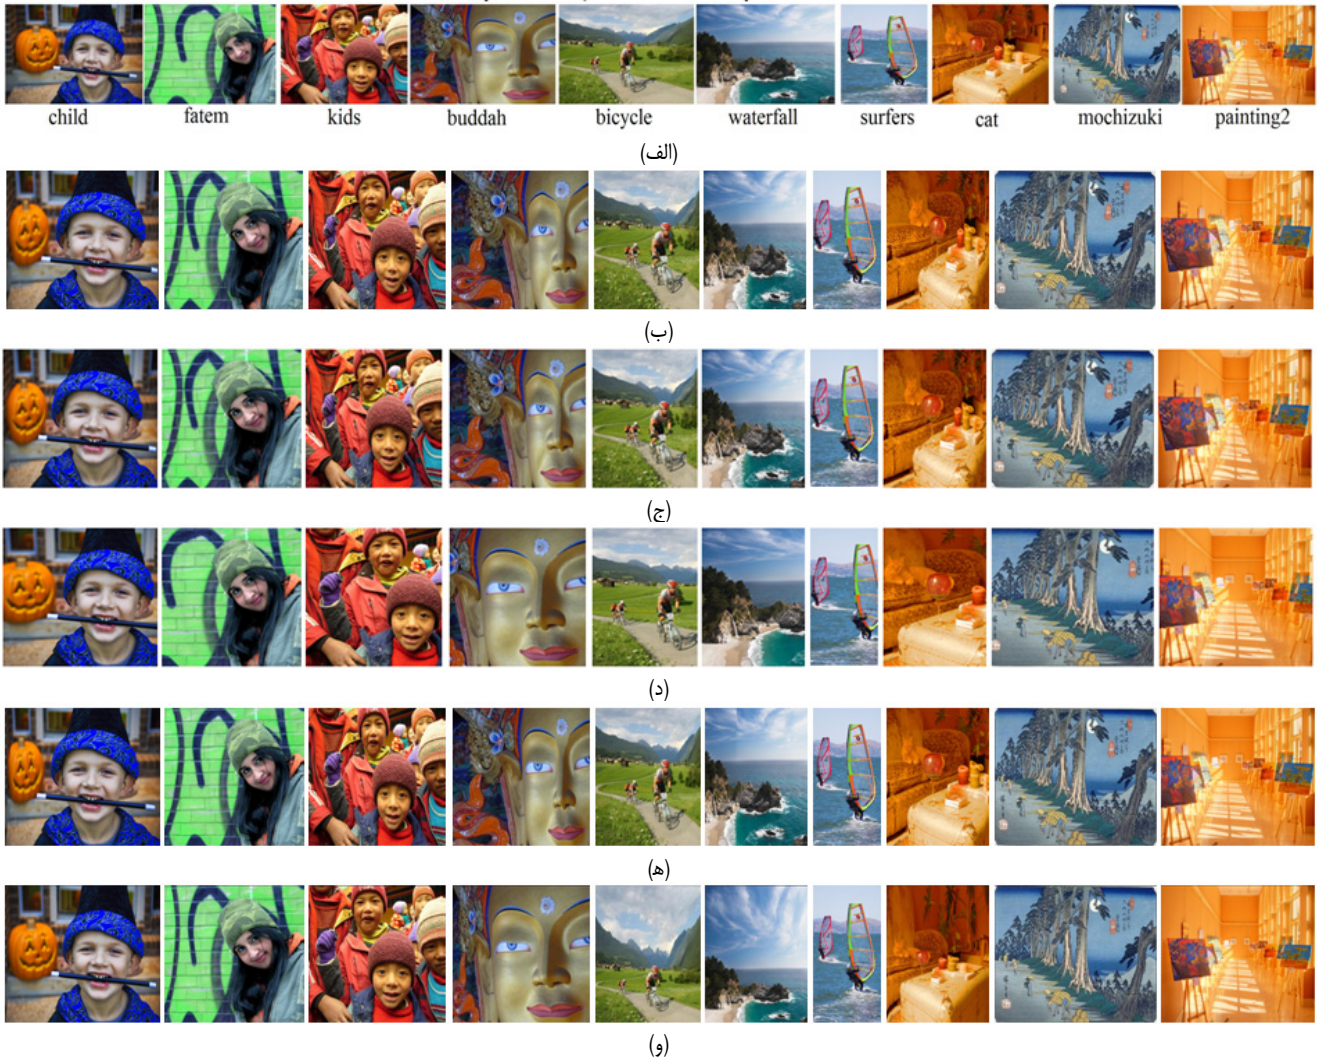 child fatem kids buddah bicycle waterfall surfers cat mochizuki painting2
(الف)
(ب)
(ج)
(د)
(ه)
(و)